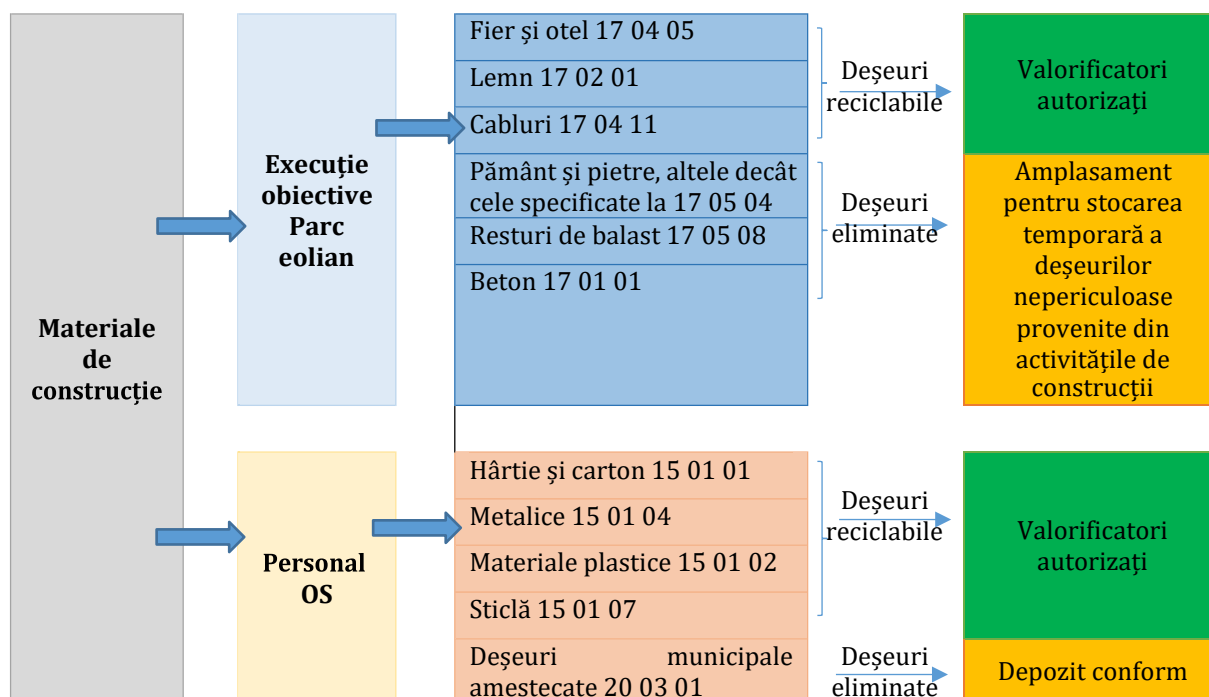 Materiale
de
construcție
Execuție
obiective
Parc
eolian
Fier și otel 17 04 05
Lemn 17 02 01
Cabluri 17 04 11
Pământ și pietre, altele decât
cele specificate la 17 05 04
Resturi de balast 17 05 08
Beton 17 01 01
Deșeuri
reciclabile
Deșeuri
eliminate
Valorificatori
autorizați
Amplasament
pentru stocarea
temporară a
deșeurilor
nepericuloase
provenite din
activitățile de
construcții
Personal
OS
Hârtie și carton 15 01 01
Metalice 15 01 04
Materiale plastice 15 01 02
Sticlă 15 01 07
Deșeuri municipale
amestecate 20 03 01
Deșeuri
reciclabile
Deșeuri
eliminate
Valorificatori
autorizați
Depozit conform